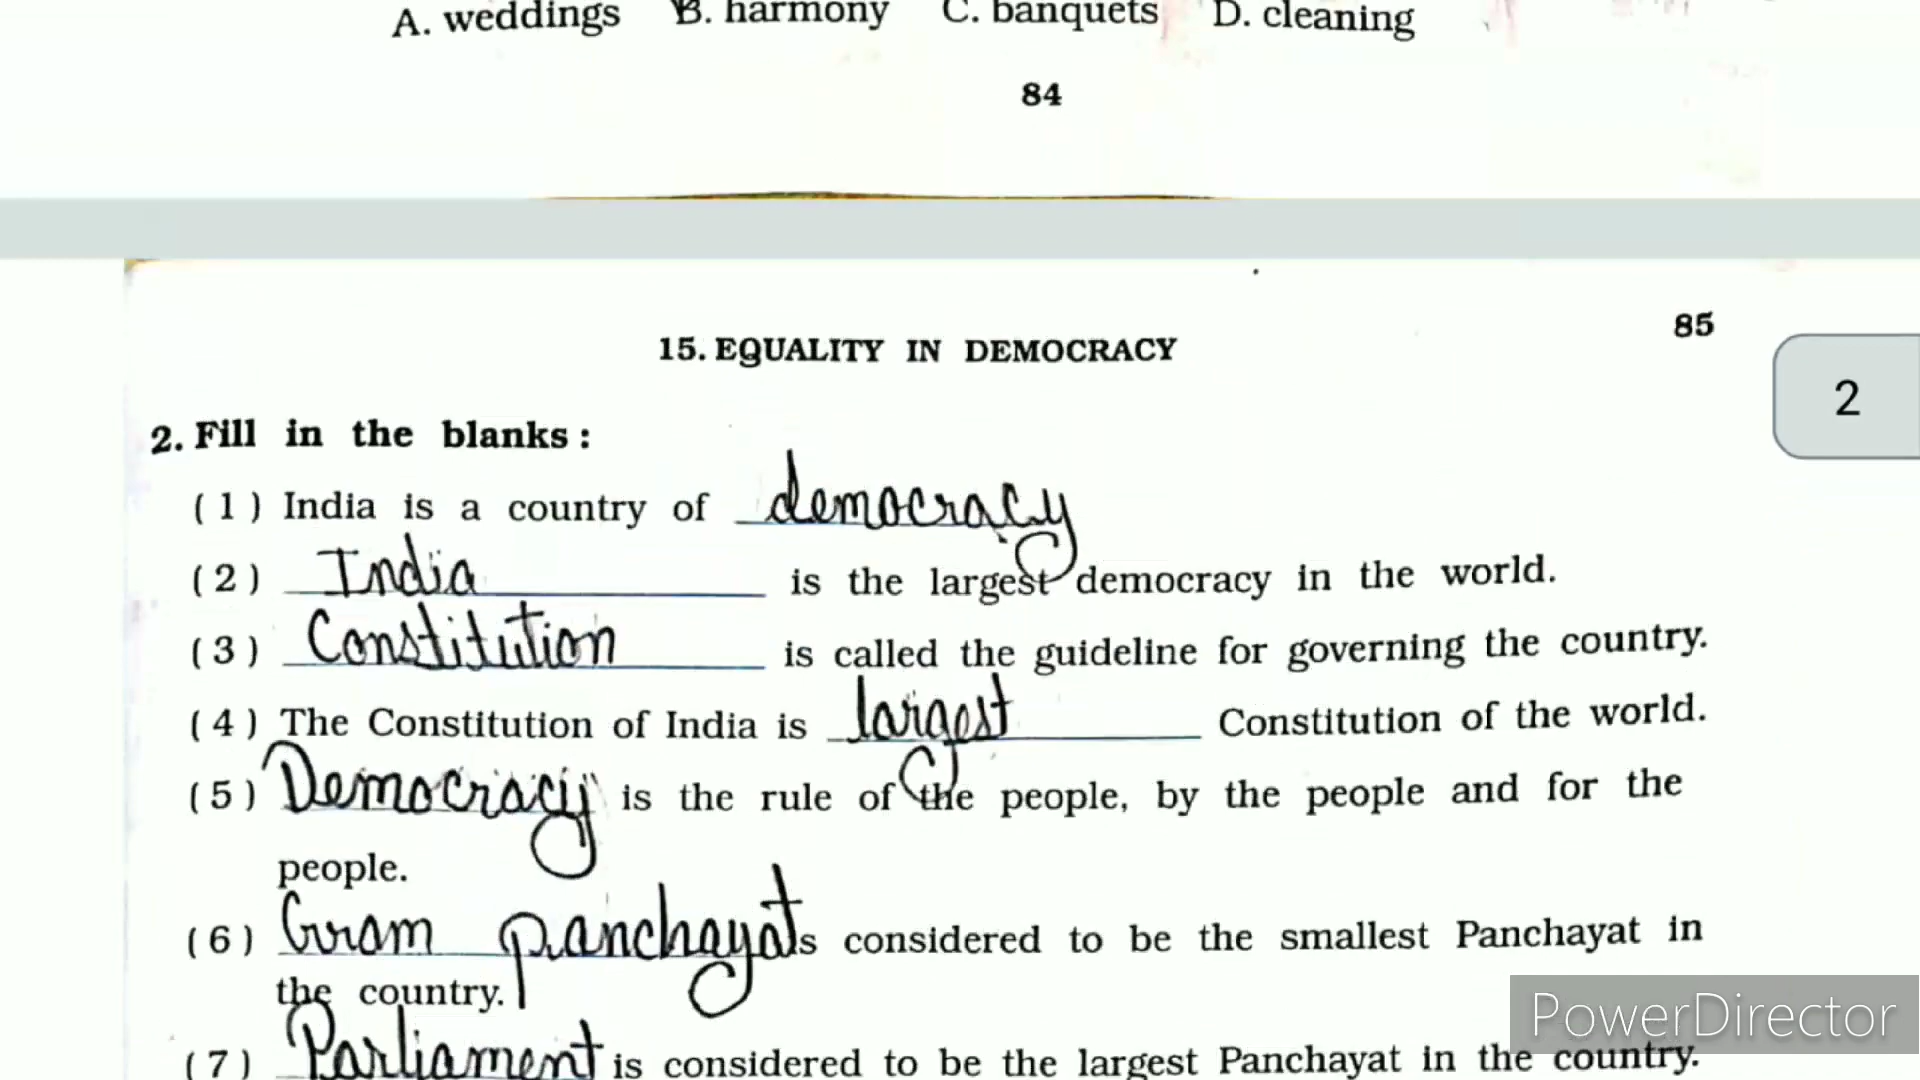 A. weddings B. harmony C. banquets D. cleaning
84
85
15. EQUALITY IN DEMOCRACY
2
2. Fill in the blanks :
( 1 ) India is a country of democracy
( 2 ) India is the largest democracy in the world.
( 3 ) Constitution is called the guideline for governing the country.
( 4 ) The Constitution of India is largest Constitution of the world.
( 5 ) Democracy is the rule of the people, by the people and for the
people.
( 6 ) Gram panchayat is considered to be the smallest Panchayat in
the country.
PowerDirector
( 7 ) Parliament is considered to be the largest Panchayat in the country.